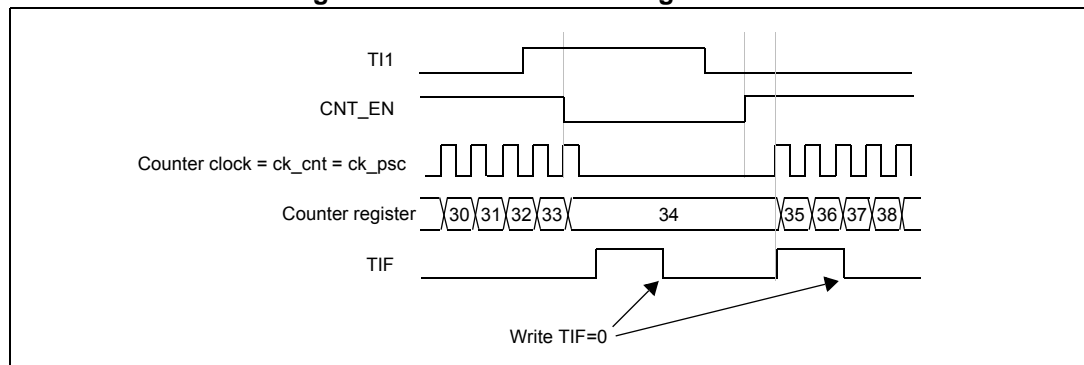 TI1
CNT_EN
Counter clock = ck_cnt = ck_psc
Counter register 30 31 32 33 34 35 36 37 38
TIF
Write TIF=0